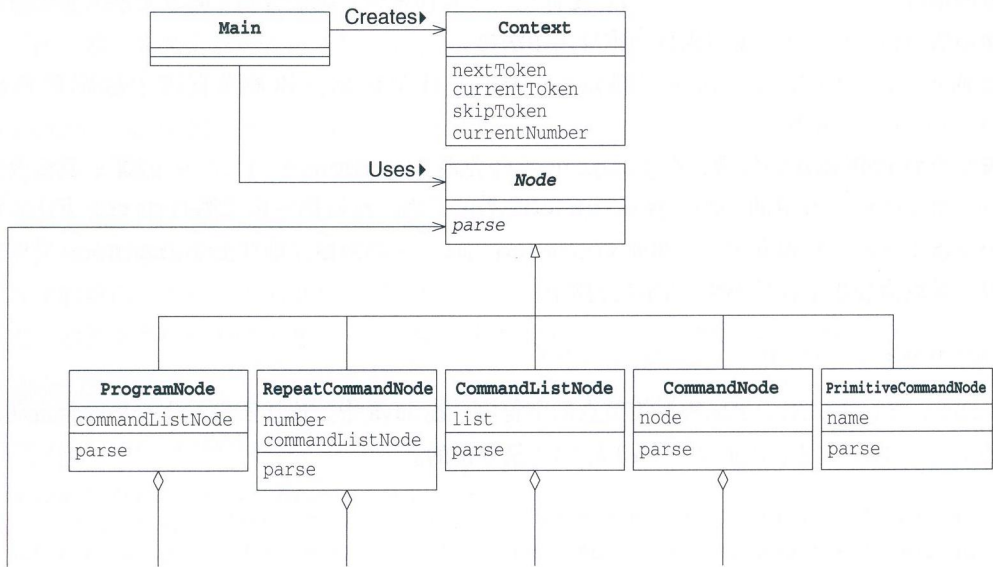 Main
Creates
Context
nextToken
currentToken
skipToken
currentNumber
Uses
Node
parse
ProgramNode
commandListNode
parse
RepeatCommandNode
number
commandListNode
parse
CommandListNode
list
parse
CommandNode
node
parse
PrimitiveCommandNode
name
parse